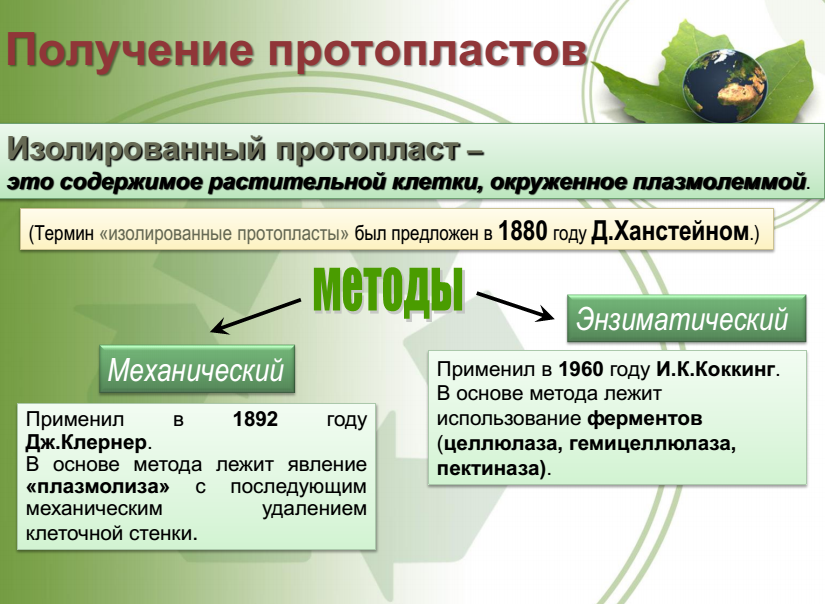 Получение протопластов
Изолированный протопласт –
это содержимое растительной клетки, окруженное плазмолеммой.
(Термин «изолированные протопласты» был предложен в 1880 году Д.Ханстейном.)
методы
Механический
Применил в 1892 году
Дж.Клернер.
В основе метода лежит явление
«плазмолиза» с последующим
механическим удалением
клеточной стенки.
Энзиматический
Применил в 1960 году И.К.Коккинг.
В основе метода лежит
использование ферментов
(целлюлаза, гемицеллюлаза,
пектиназа).